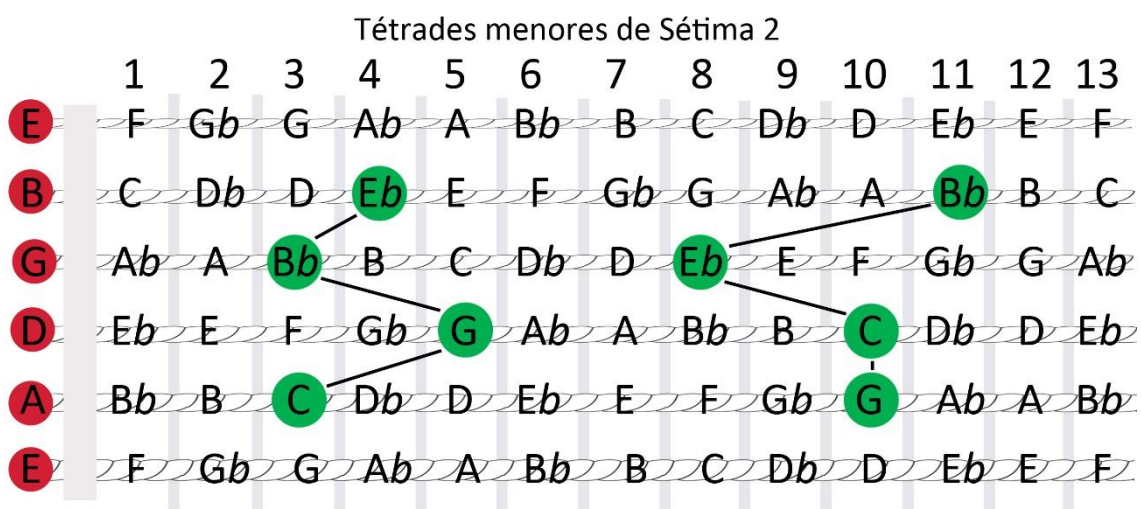 Tétrades menores de Sétima 2
1 2 3 4 5 6 7 8 9 10 11 12 13
E F Gb G Ab A Bb B C Db D Eb E F
B C Db D Eb E F Gb G Ab A Bb B C
G Ab A Bb B C Db D Eb E F Gb G Ab
D Eb E F Gb G Ab A Bb B C Db D Eb
A Bb B C Db D Eb E F Gb G Ab A Bb
E F Gb G Ab A Bb B C Db D Eb E F